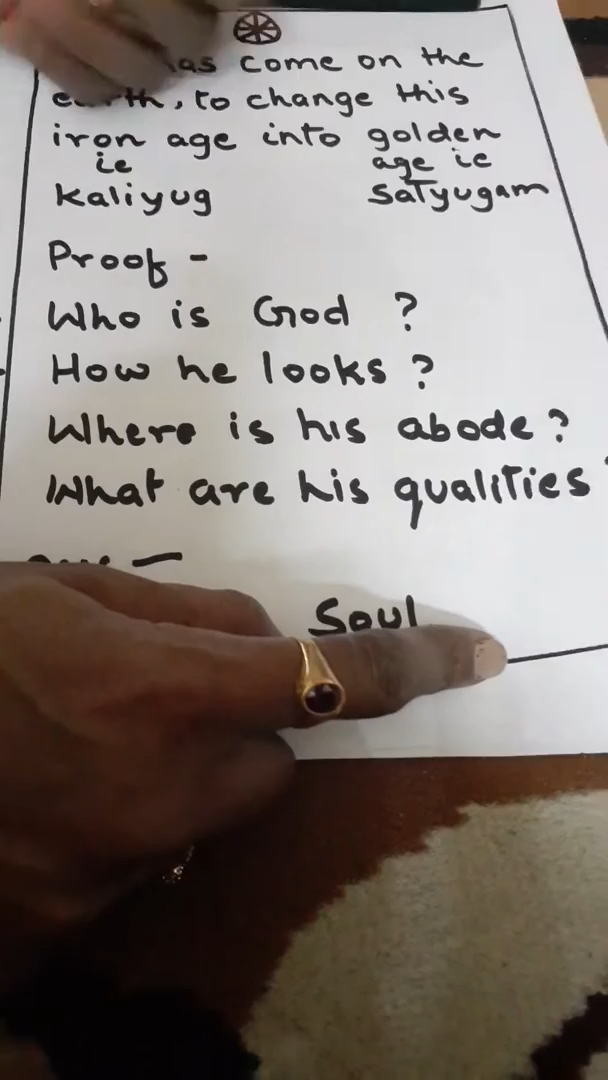 come on the
to change this
iron age into golden
ie age ie
Kaliyug Satyugam
Proof -
Who is God ?
How he looks ?
Where is his abode ?
What are his qualities
Soul